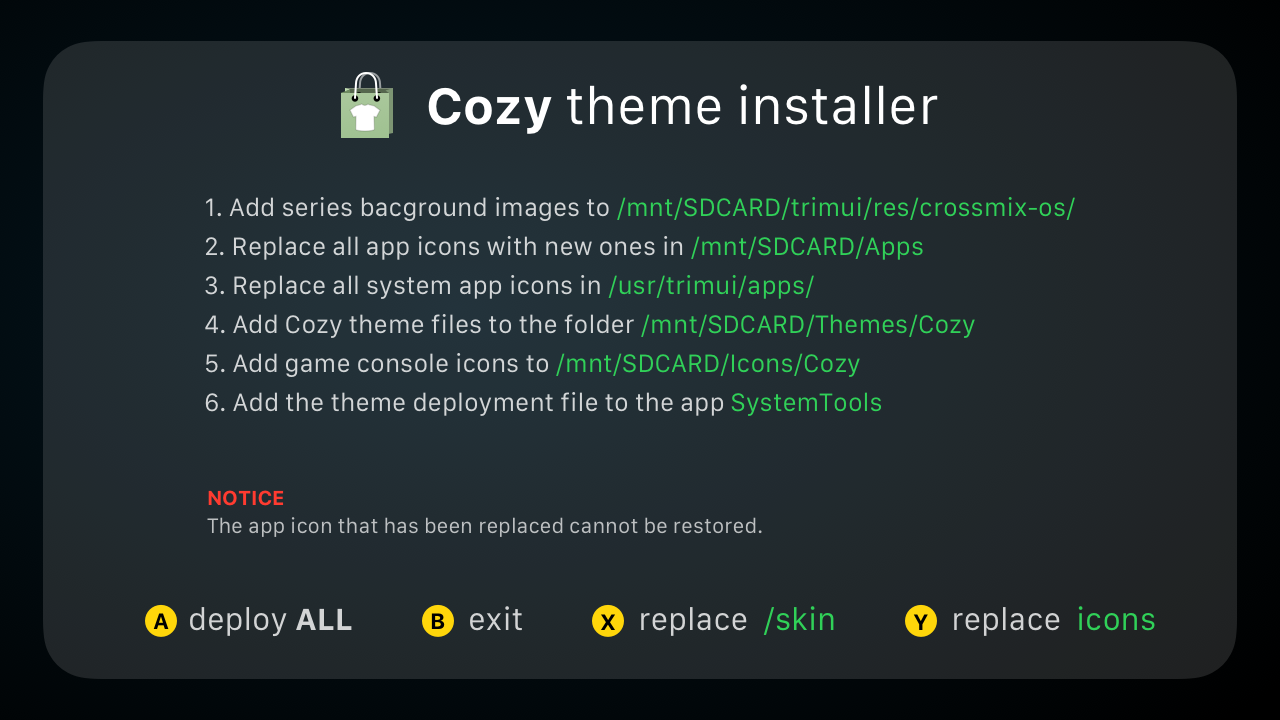 Cozy theme installer
1. Add series bacground images to /mnt/SDCARD/trimui/res/crossmix-os/
2. Replace all app icons with new ones in /mnt/SDCARD/Apps
3. Replace all system app icons in /usr/trimui/apps/
4. Add Cozy theme files to the folder /mnt/SDCARD/Themes/Cozy
5. Add game console icons to /mnt/SDCARD/Icons/Cozy
6. Add the theme deployment file to the app SystemTools
NOTICE
The app icon that has been replaced cannot be restored.
A deploy ALL B exit X replace /skin Y replace icons